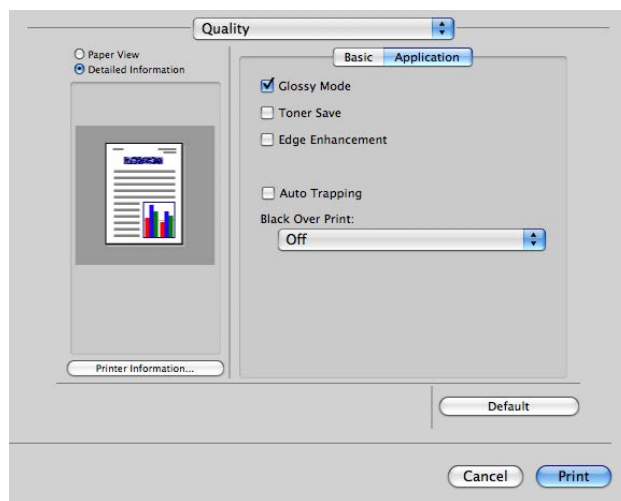 Quality
Paper View
Detailed Information
Basic Application
Glossy Mode
Toner Save
Edge Enhancement
Auto Trapping
Black Over Print:
Off
Printer Information...
Default
Cancel Print